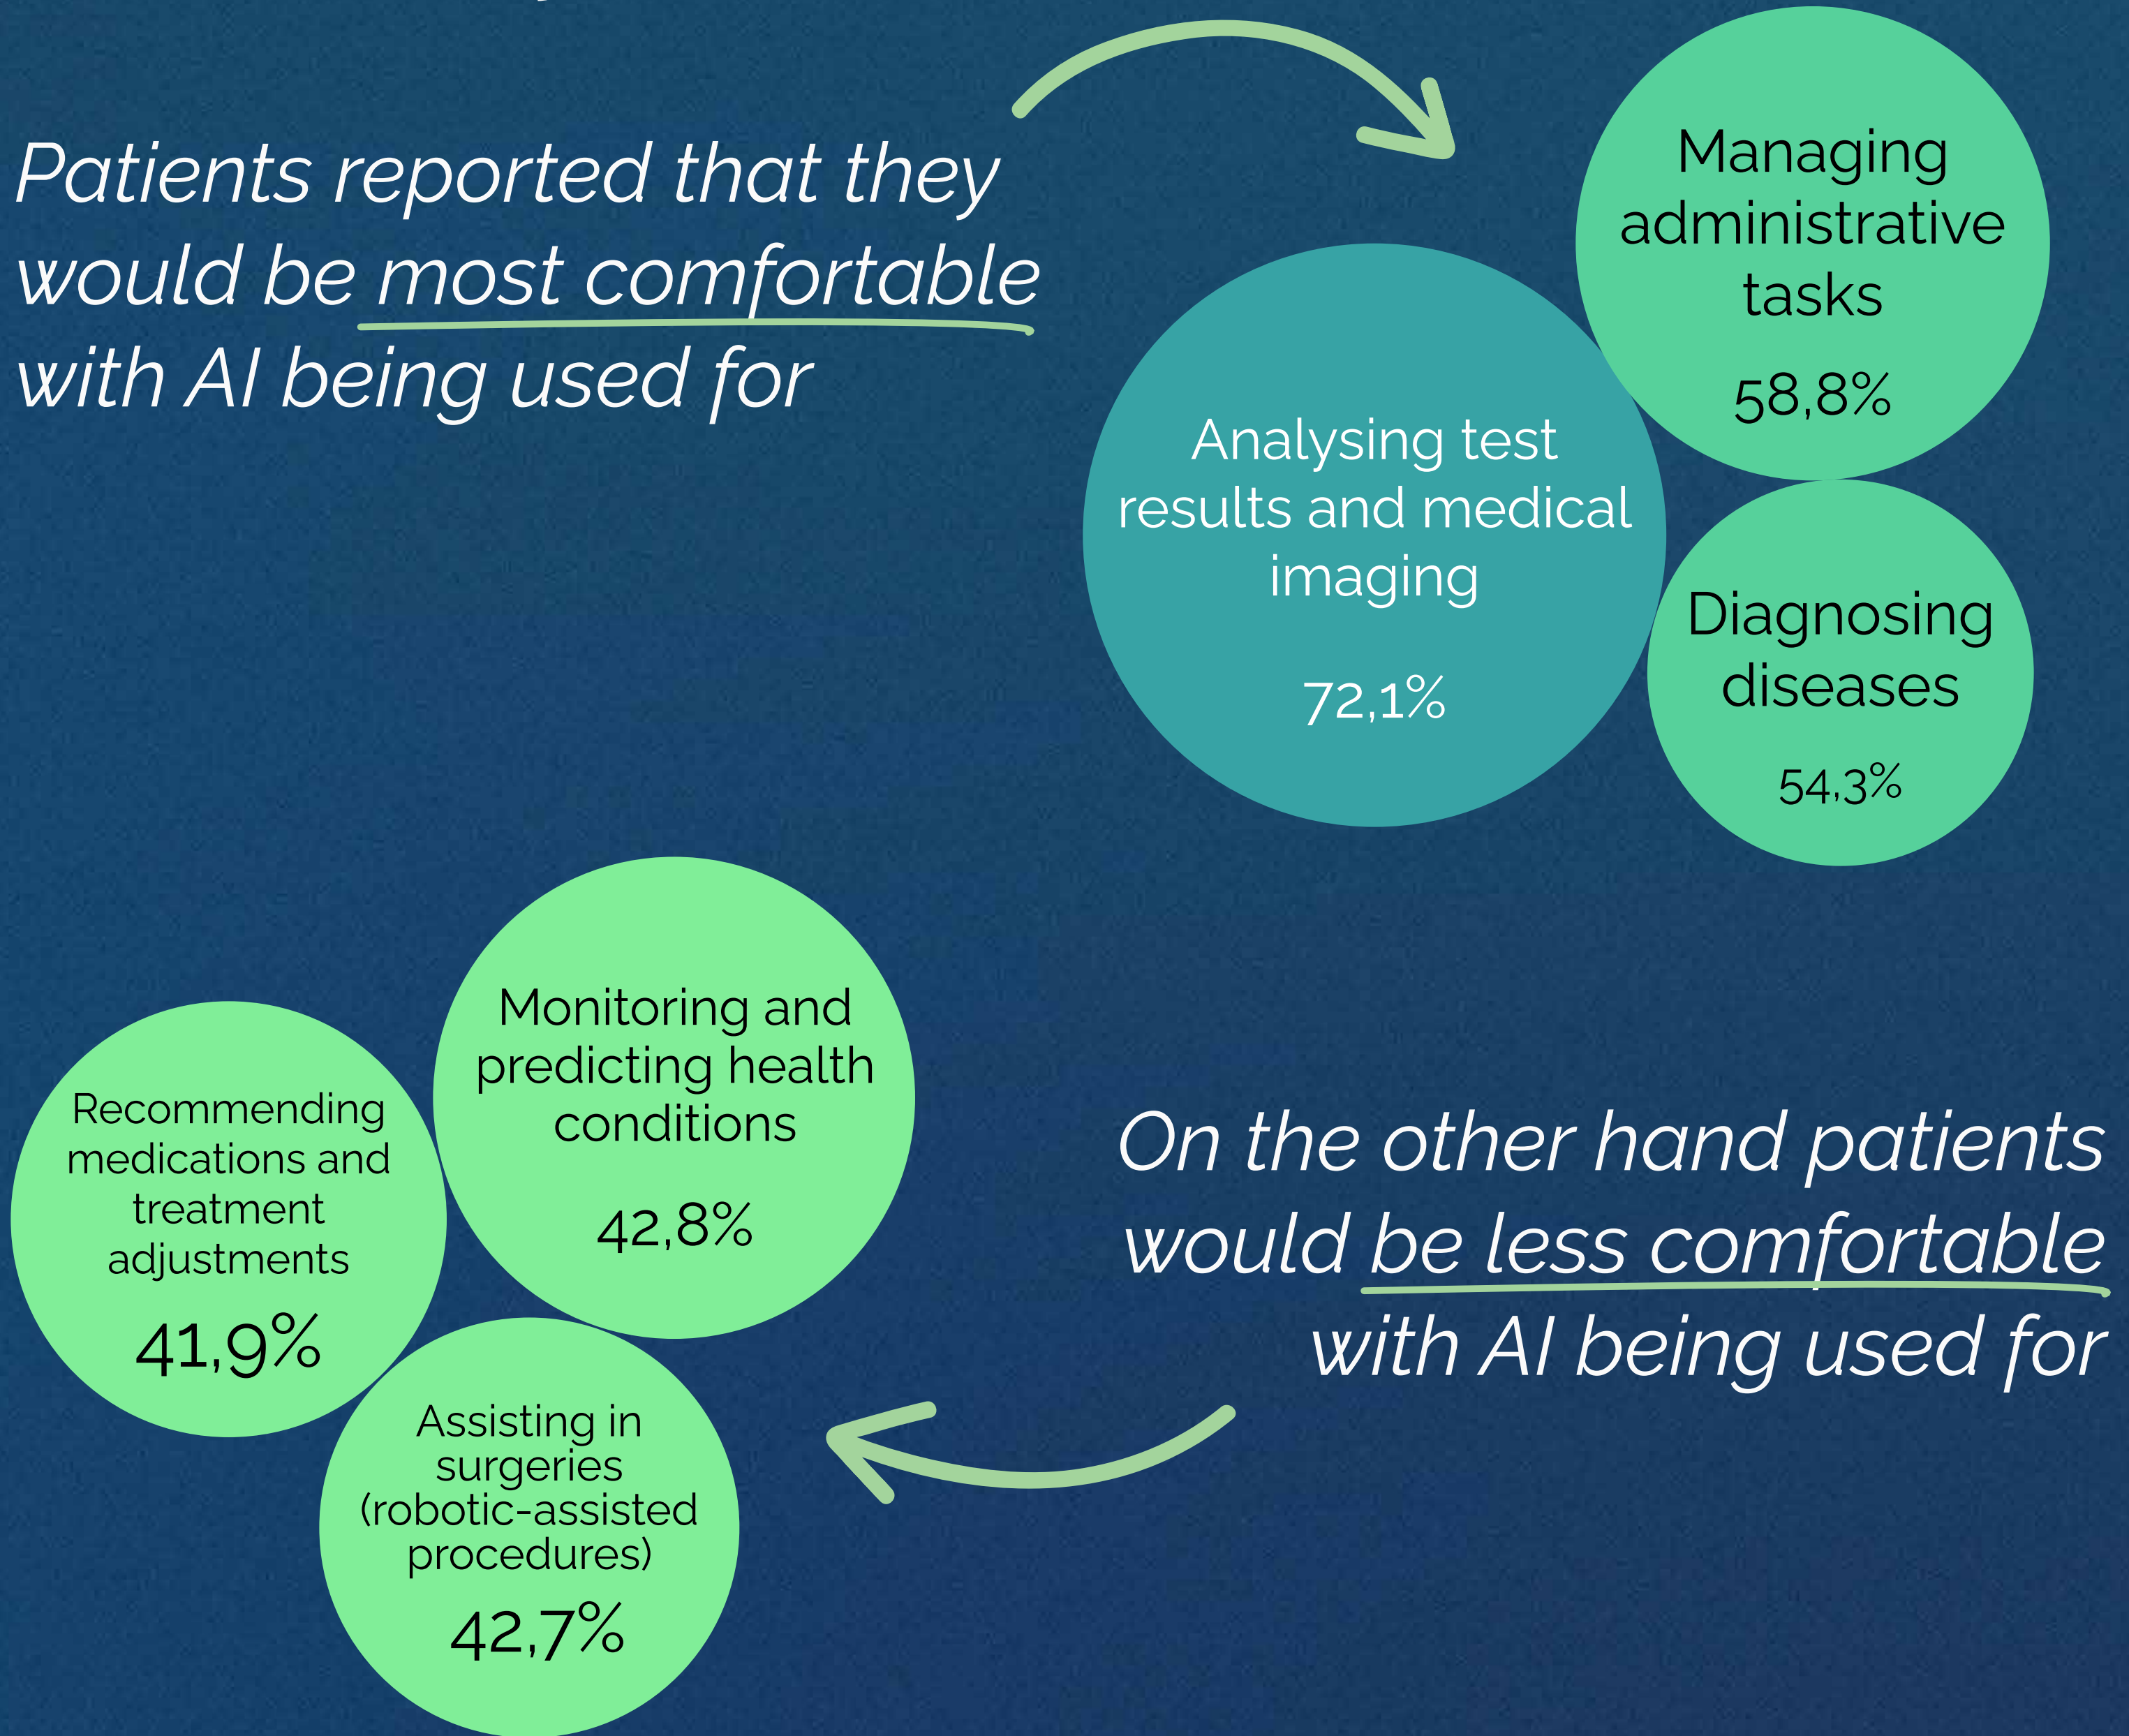 Patients reported that they
would be most comfortable
with AI being used for
Managing
administrative
tasks
58,8%
Analysing test
results and medical
imaging
72,1%
Diagnosing
diseases
54,3%
Monitoring and
predicting health
conditions
42,8%
Recommending
medications and
treatment
adjustments
41,9%
Assisting in
surgeries
(robotic-assisted
procedures)
42,7%
On the other hand patients
would be less comfortable
with AI being used for